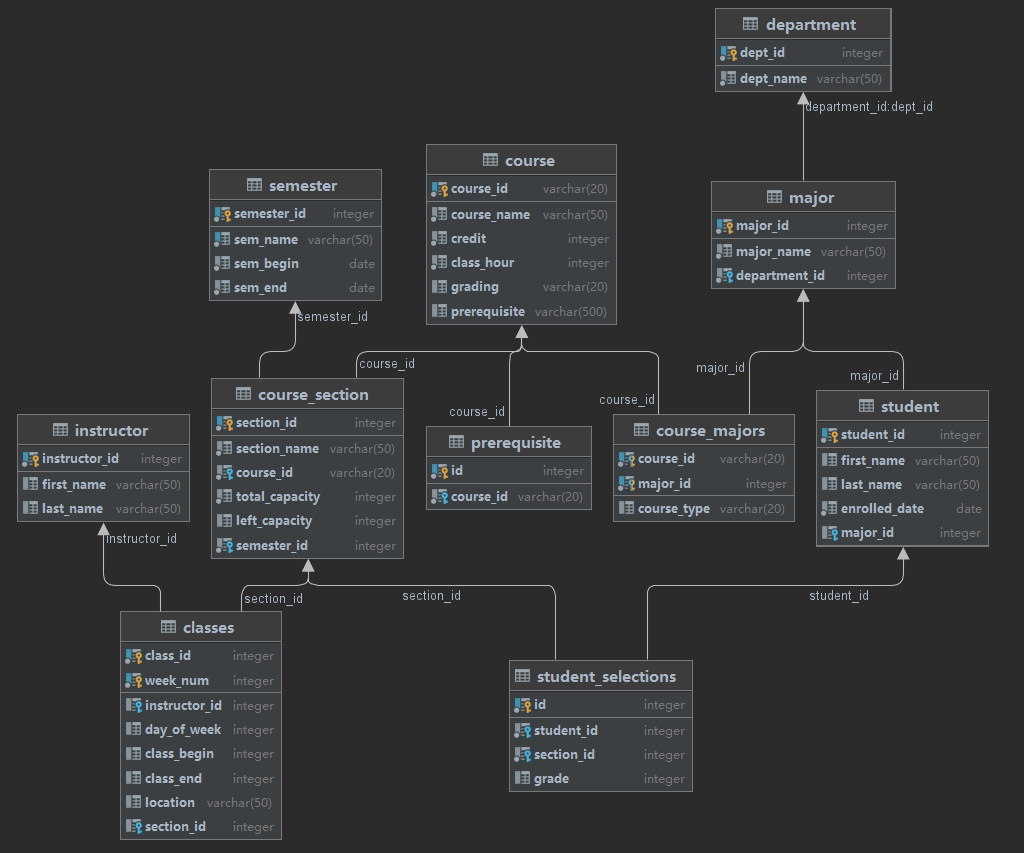 department
dept_id integer
dept_name varchar(50)
department_id:dept_id
course
course_id varchar(20)
course_name varchar(50)
credit integer
class_hour integer
grading varchar(20)
prerequisite varchar(500)
semester
semester_id integer
sem_name varchar(50)
sem_begin date
sem_end date
major
major_id integer
major_name varchar(50)
department_id integer
semester_id
course_id
course_id
course_id
major_id
major_id
course_section
section_id integer
section_name varchar(50)
course_id varchar(20)
total_capacity integer
left_capacity integer
semester_id integer
instructor
instructor_id integer
first_name varchar(50)
last_name varchar(50)
prerequisite
id integer
course_id varchar(20)
course_majors
course_id varchar(20)
major_id integer
course_type varchar(20)
student
student_id integer
first_name varchar(50)
last_name varchar(50)
enrolled_date date
major_id integer
instructor_id
section_id
section_id
student_id
classes
class_id integer
week_num integer
instructor_id integer
day_of_week integer
class_begin integer
class_end integer
location varchar(50)
section_id integer
student_selections
id integer
student_id integer
section_id integer
grade integer